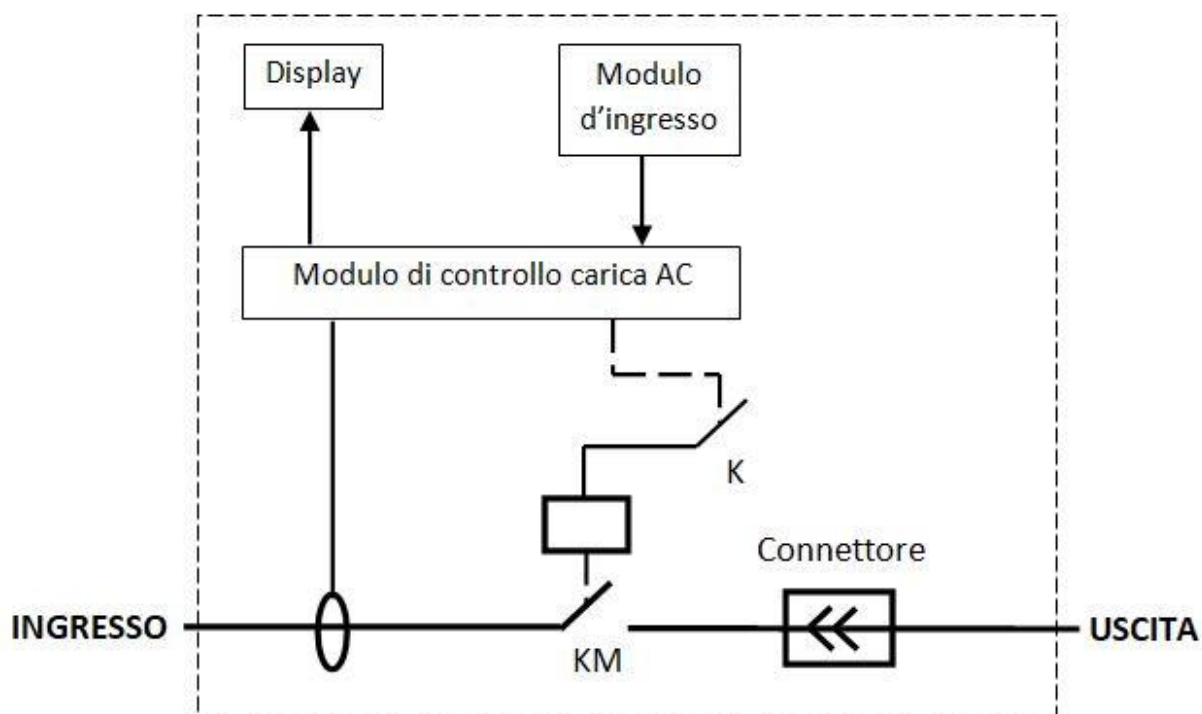 Display
Modulo
d'ingresso
Modulo di controllo carica AC
K
Connettore
INGRESSO
KM
USCITA